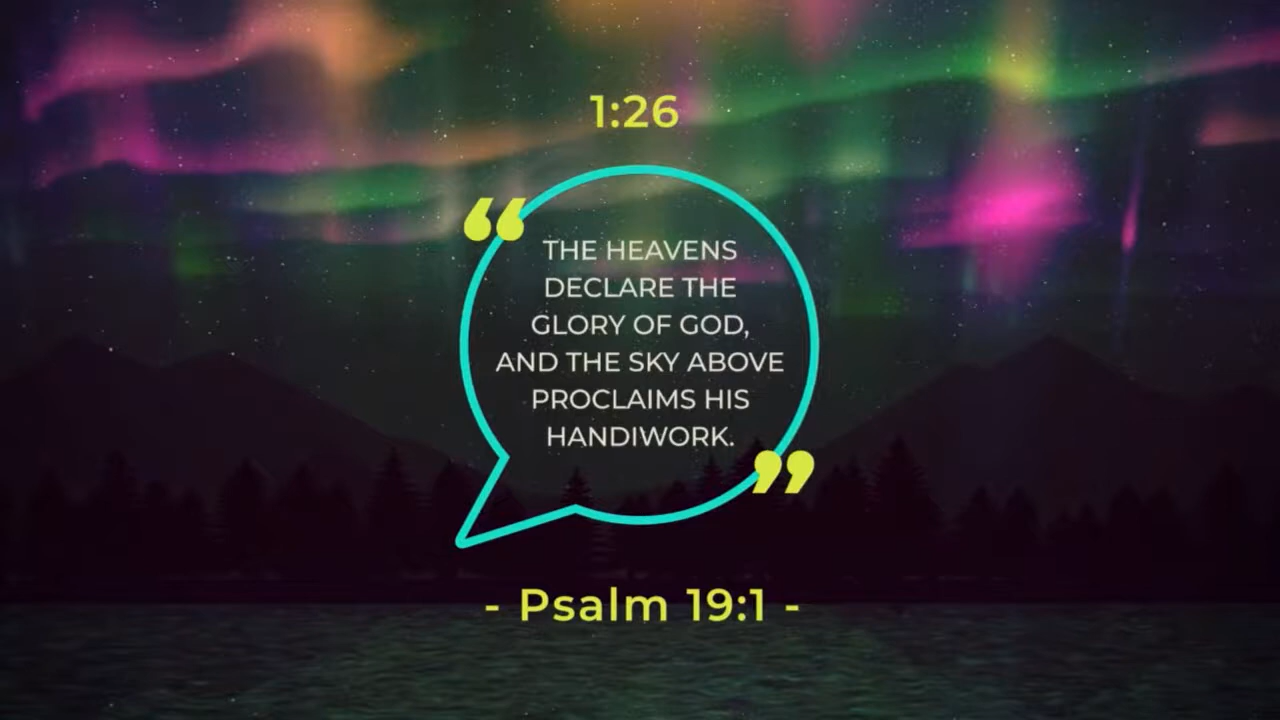 1:26
“
THE HEAVENS
DECLARE THE
GLORY OF GOD,
AND THE SKY ABOVE
PROCLAIMS HIS
HANDIWORK.
”
- Psalm 19:1 -